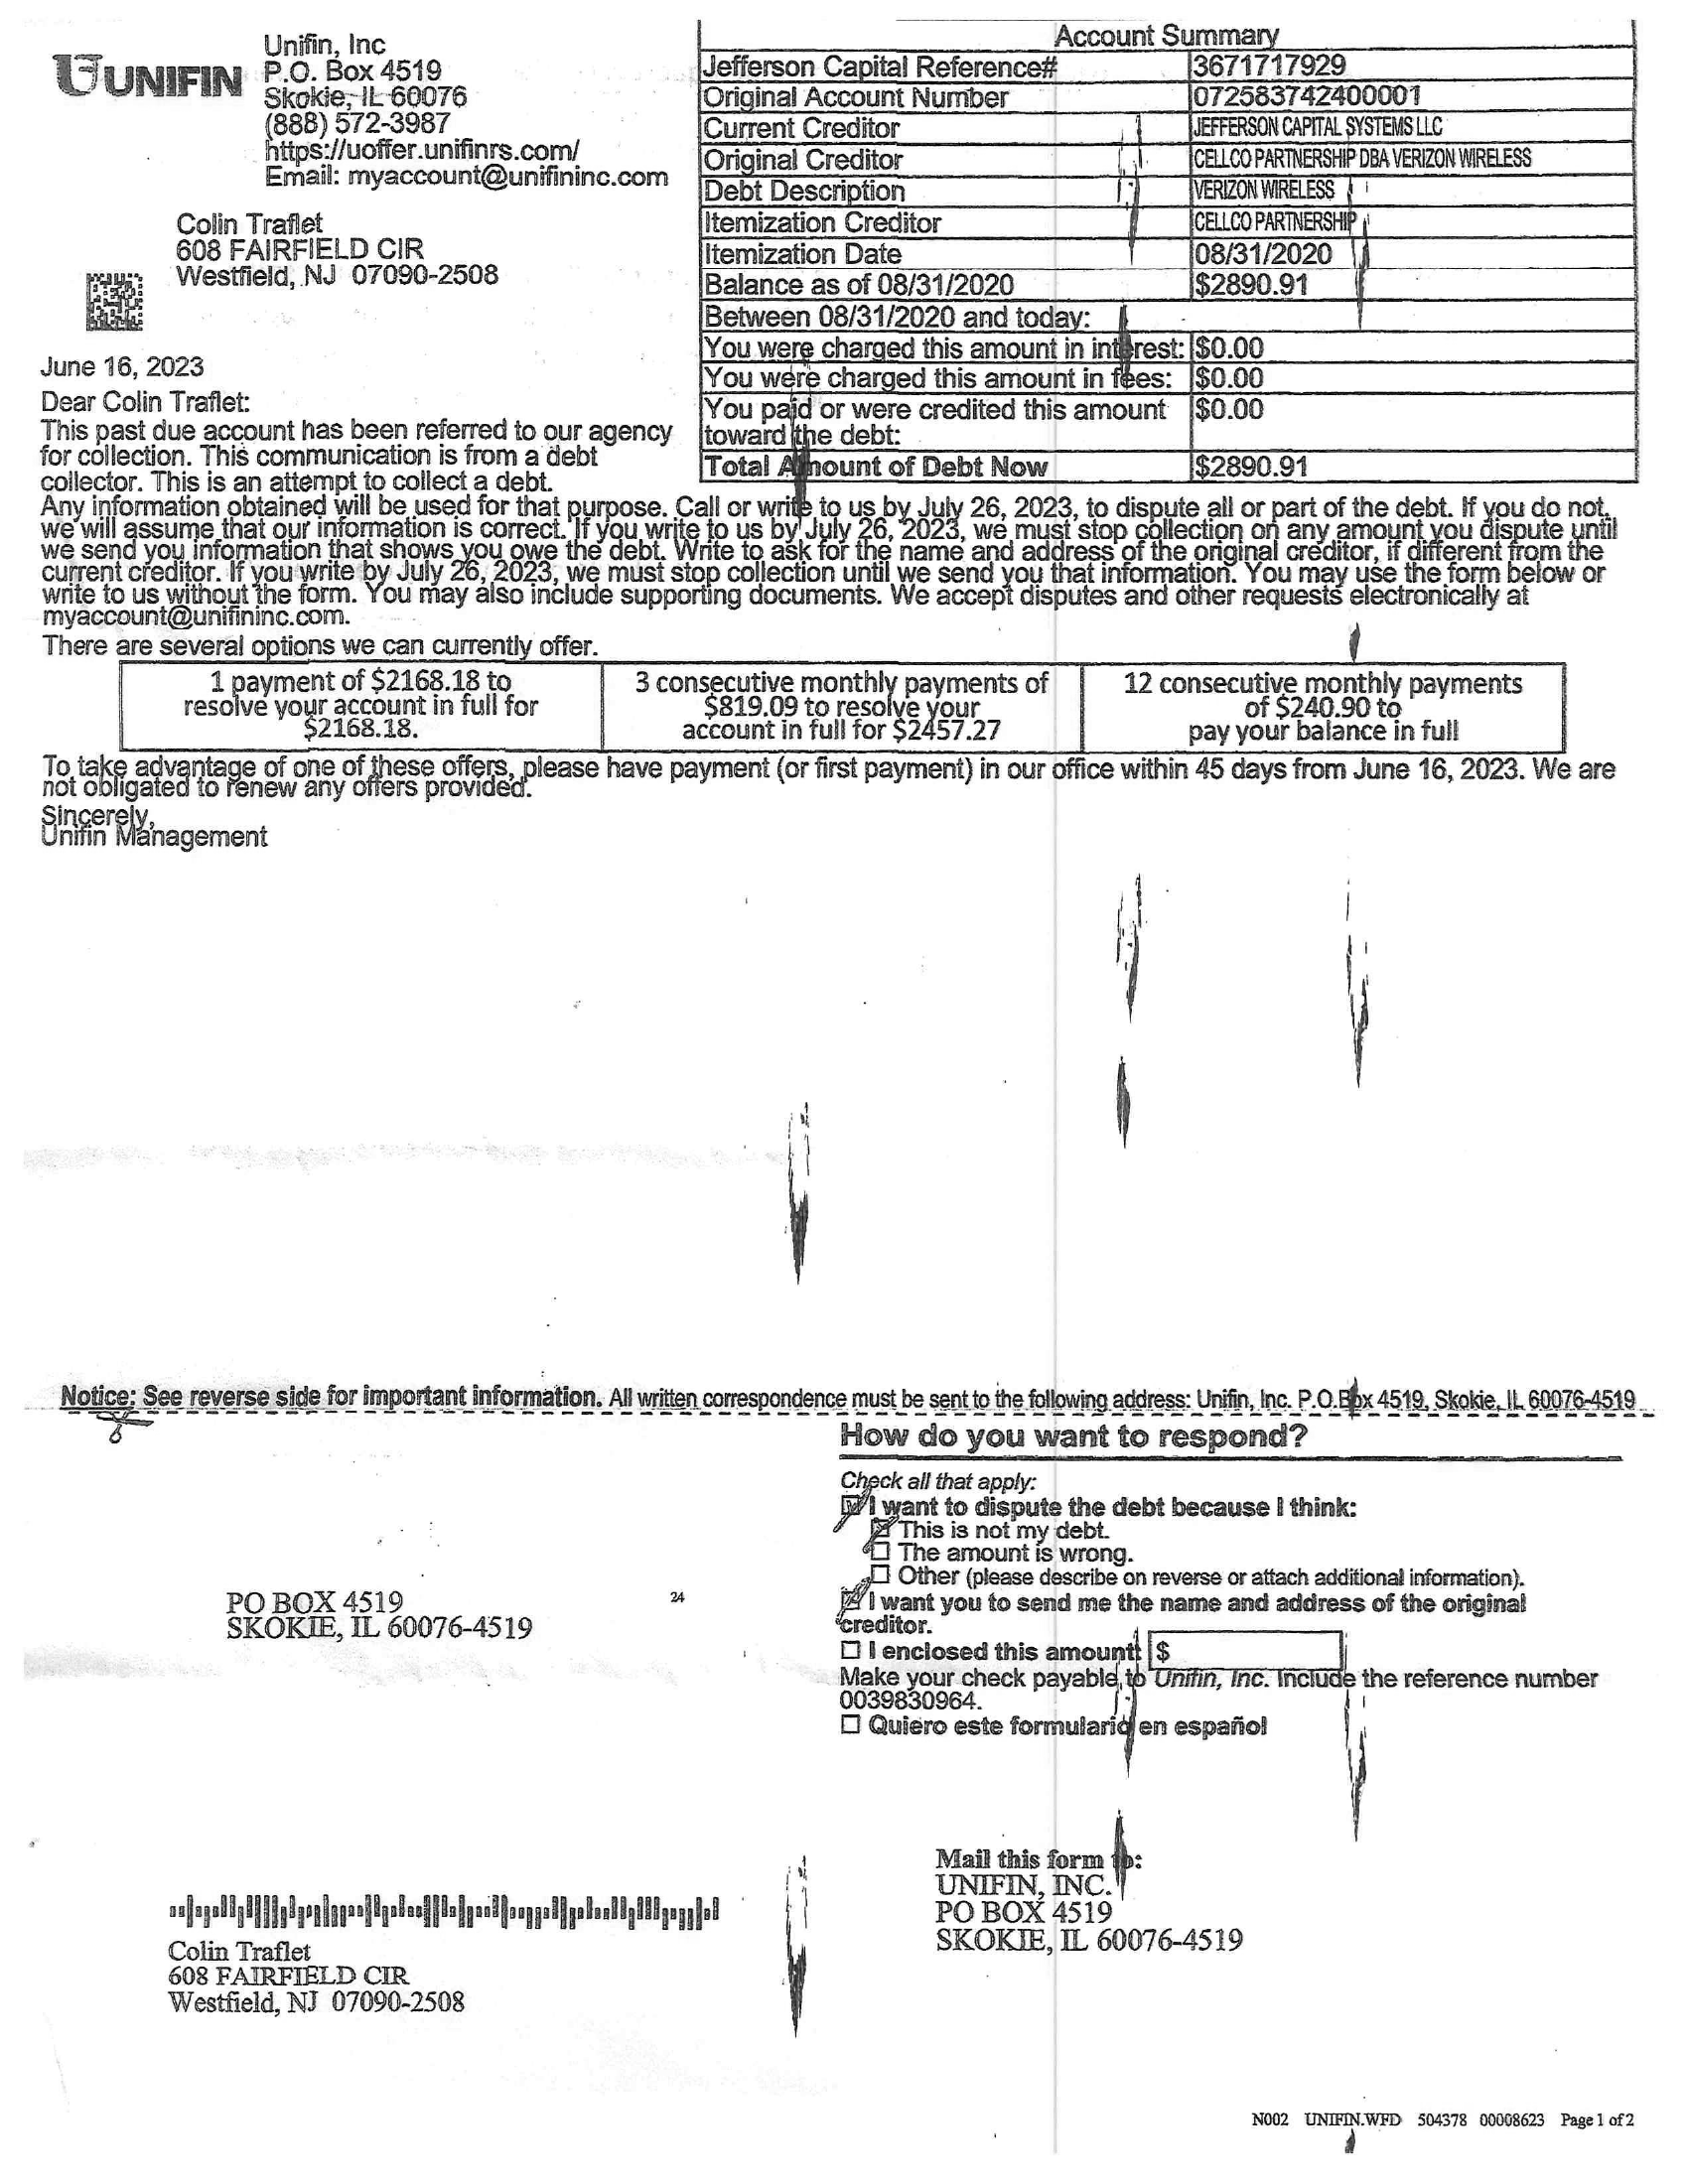 UNIFIN
Unifin, Inc
P.O. Box 4519
Skokie, IL 60076
(888) 572-3987
https://uoffer.unifinrs.com/
Email: myaccount@unifininc.com
Colin Traflet
608 FAIRFIELD CIR
Westfield, NJ 07090-2508
Account Summary
Jefferson Capital Reference# 3671717929
Original Account Number 072583742400001
Current Creditor JEFFERSON CAPITAL SYSTEMS LLC
Original Creditor CELLCO PARTNERSHIP DBA VERIZON WIRELESS
Debt Description VERIZON WIRELESS
Itemization Creditor CELLCO PARTNERSHIP
Itemization Date 08/31/2020
Balance as of 08/31/2020 $2890.91
Between 08/31/2020 and today:
You were charged this amount in interest: $0.00
You were charged this amount in fees: $0.00
You paid or were credited this amount $0.00
toward the debt:
Total Amount of Debt Now $2890.91
June 16, 2023
Dear Colin Traflet:
This past due account has been referred to our agency
for collection. This communication is from a debt
collector. This is an attempt to collect a debt.
Any information obtained will be used for that purpose. Call or write to us by July 26, 2023, to dispute all or part of the debt. If you do not,
we will assume that our information is correct. If you write to us by July 26, 2023, we must stop collection on any amount you dispute until
we send you information that shows you owe the debt. Write to ask for the name and address of the original creditor, if different from the
current creditor. If you write by July 26, 2023, we must stop collection until we send you that information. You may use the form below or
write to us without the form. You may also include supporting documents. We accept disputes and other requests electronically at
myaccount@unifininc.com.
There are several options we can currently offer.
1 payment of $2168.18 to
resolve your account in full for
$2168.18.
3 consecutive monthly payments of
$819.09 to resolve your
account in full for $2457.27
12 consecutive monthly payments
of $240.90 to
pay your balance in full
To take advantage of one of these offers, please have payment (or first payment) in our office within 45 days from June 16, 2023. We are
not obligated to renew any offers provided.
Sincerely,
Unifin Management
Notice: See reverse side for important information. All written correspondence must be sent to the following address: Unifin, Inc. P.O.Box 4519, Skokie, IL 60076-4519
How do you want to respond?
Check all that apply:
I want to dispute the debt because I think:
This is not my debt.
The amount is wrong.
Other (please describe on reverse or attach additional information).
I want you to send me the name and address of the original
creditor.
I enclosed this amount: $
Make your check payable to Unifin, Inc. Include the reference number
0039830964.
Quiero este formulario en español
PO BOX 4519
SKOKIE, IL 60076-4519
24
Mail this form to:
UNIFIN, INC.
PO BOX 4519
SKOKIE, IL 60076-4519
Colin Traflet
608 FAIRFIELD CIR
Westfield, NJ 07090-2508
N002 UNIFIN.WFD 504378 00008623 Page 1 of 2